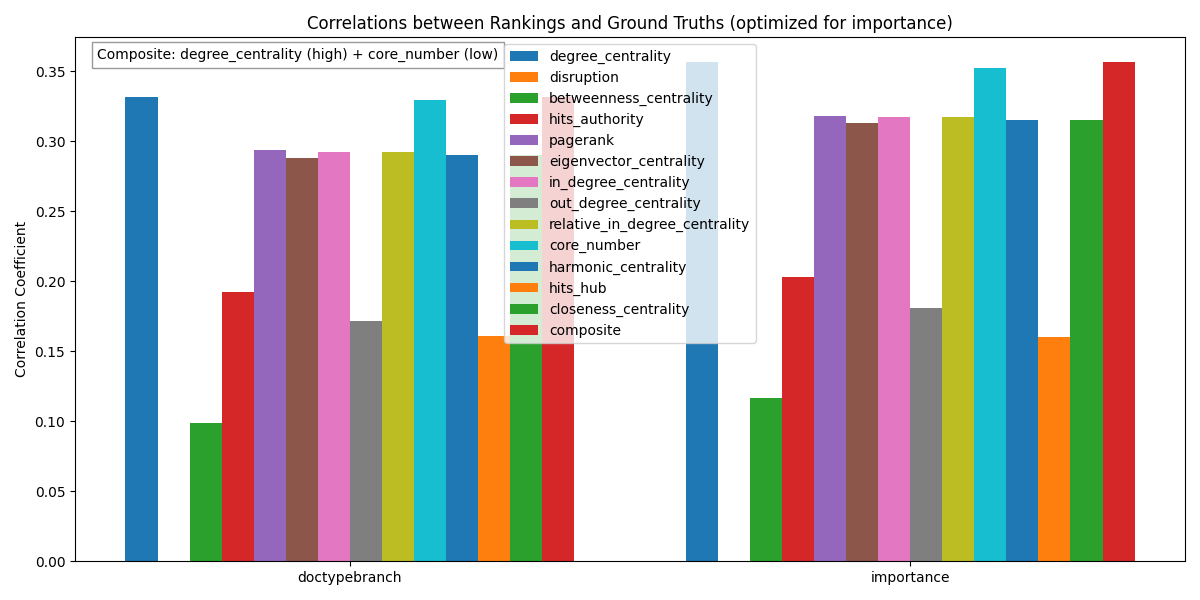 Correlations between Rankings and Ground Truths (optimized for importance)
Composite: degree_centrality (high) + core_number (low)
degree_centrality
disruption
betweenness_centrality
hits_authority
pagerank
eigenvector_centrality
in_degree_centrality
out_degree_centrality
relative_in_degree_centrality
core_number
harmonic_centrality
hits_hub
closeness_centrality
composite
Correlation Coefficient
0.35
0.30
0.25
0.20
0.15
0.10
0.05
0.00
doctypebranch
importance